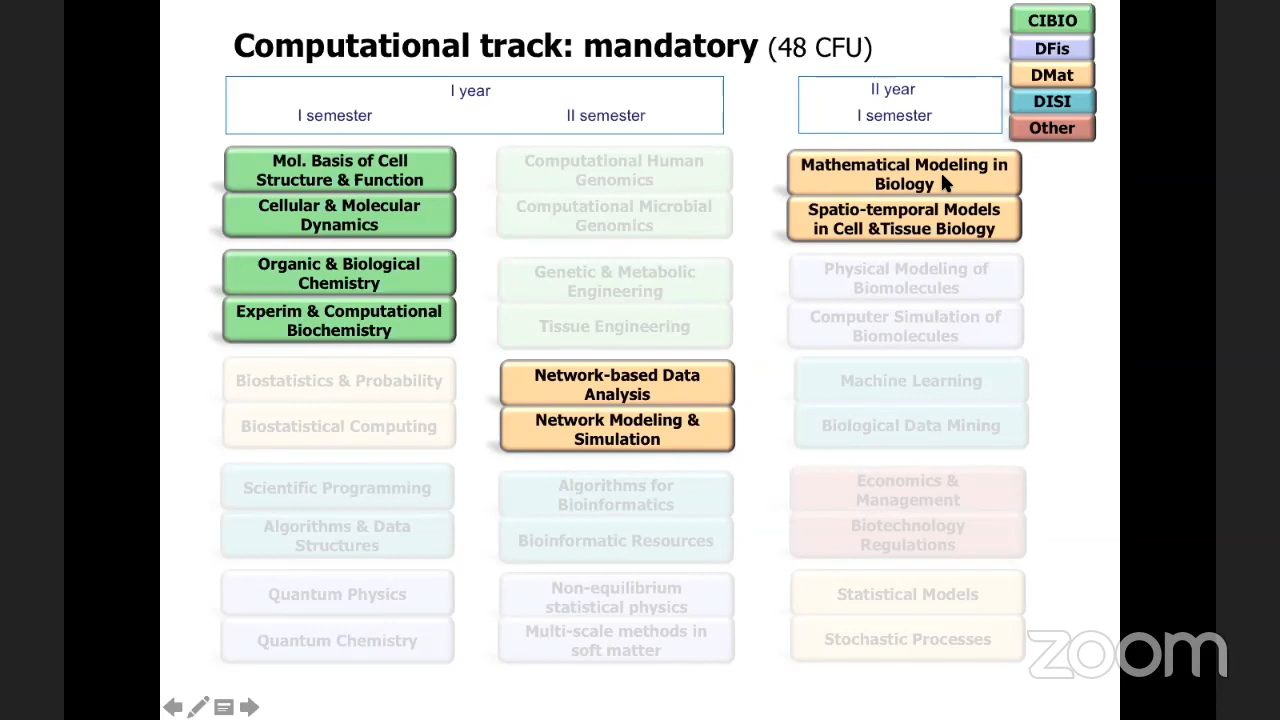 Computational track: mandatory (48 CFU)
CIBIO
DFis
DMat
DISI
Other
I year
I semester
II semester
II year
I semester
Mol. Basis of Cell
Structure & Function
Cellular & Molecular
Dynamics
Organic & Biological
Chemistry
Experim & Computational
Biochemistry
Biostatistics & Probability
Biostatistical Computing
Scientific Programming
Algorithms & Data
Structures
Quantum Physics
Quantum Chemistry
Computational Human
Genomics
Computational Microbial
Genomics
Genetic & Metabolic
Engineering
Tissue Engineering
Network-based Data
Analysis
Network Modeling &
Simulation
Algorithms for
Bioinformatics
Bioinformatic Resources
Non-equilibrium
statistical physics
Multi-scale methods in
soft matter
Mathematical Modeling in
Biology
Spatio-temporal Models
in Cell &Tissue Biology
Physical Modeling of
Biomolecules
Computer Simulation of
Biomolecules
Machine Learning
Biological Data Mining
Economics &
Management
Biotechnology
Regulations
Statistical Models
Stochastic Processes
zoom